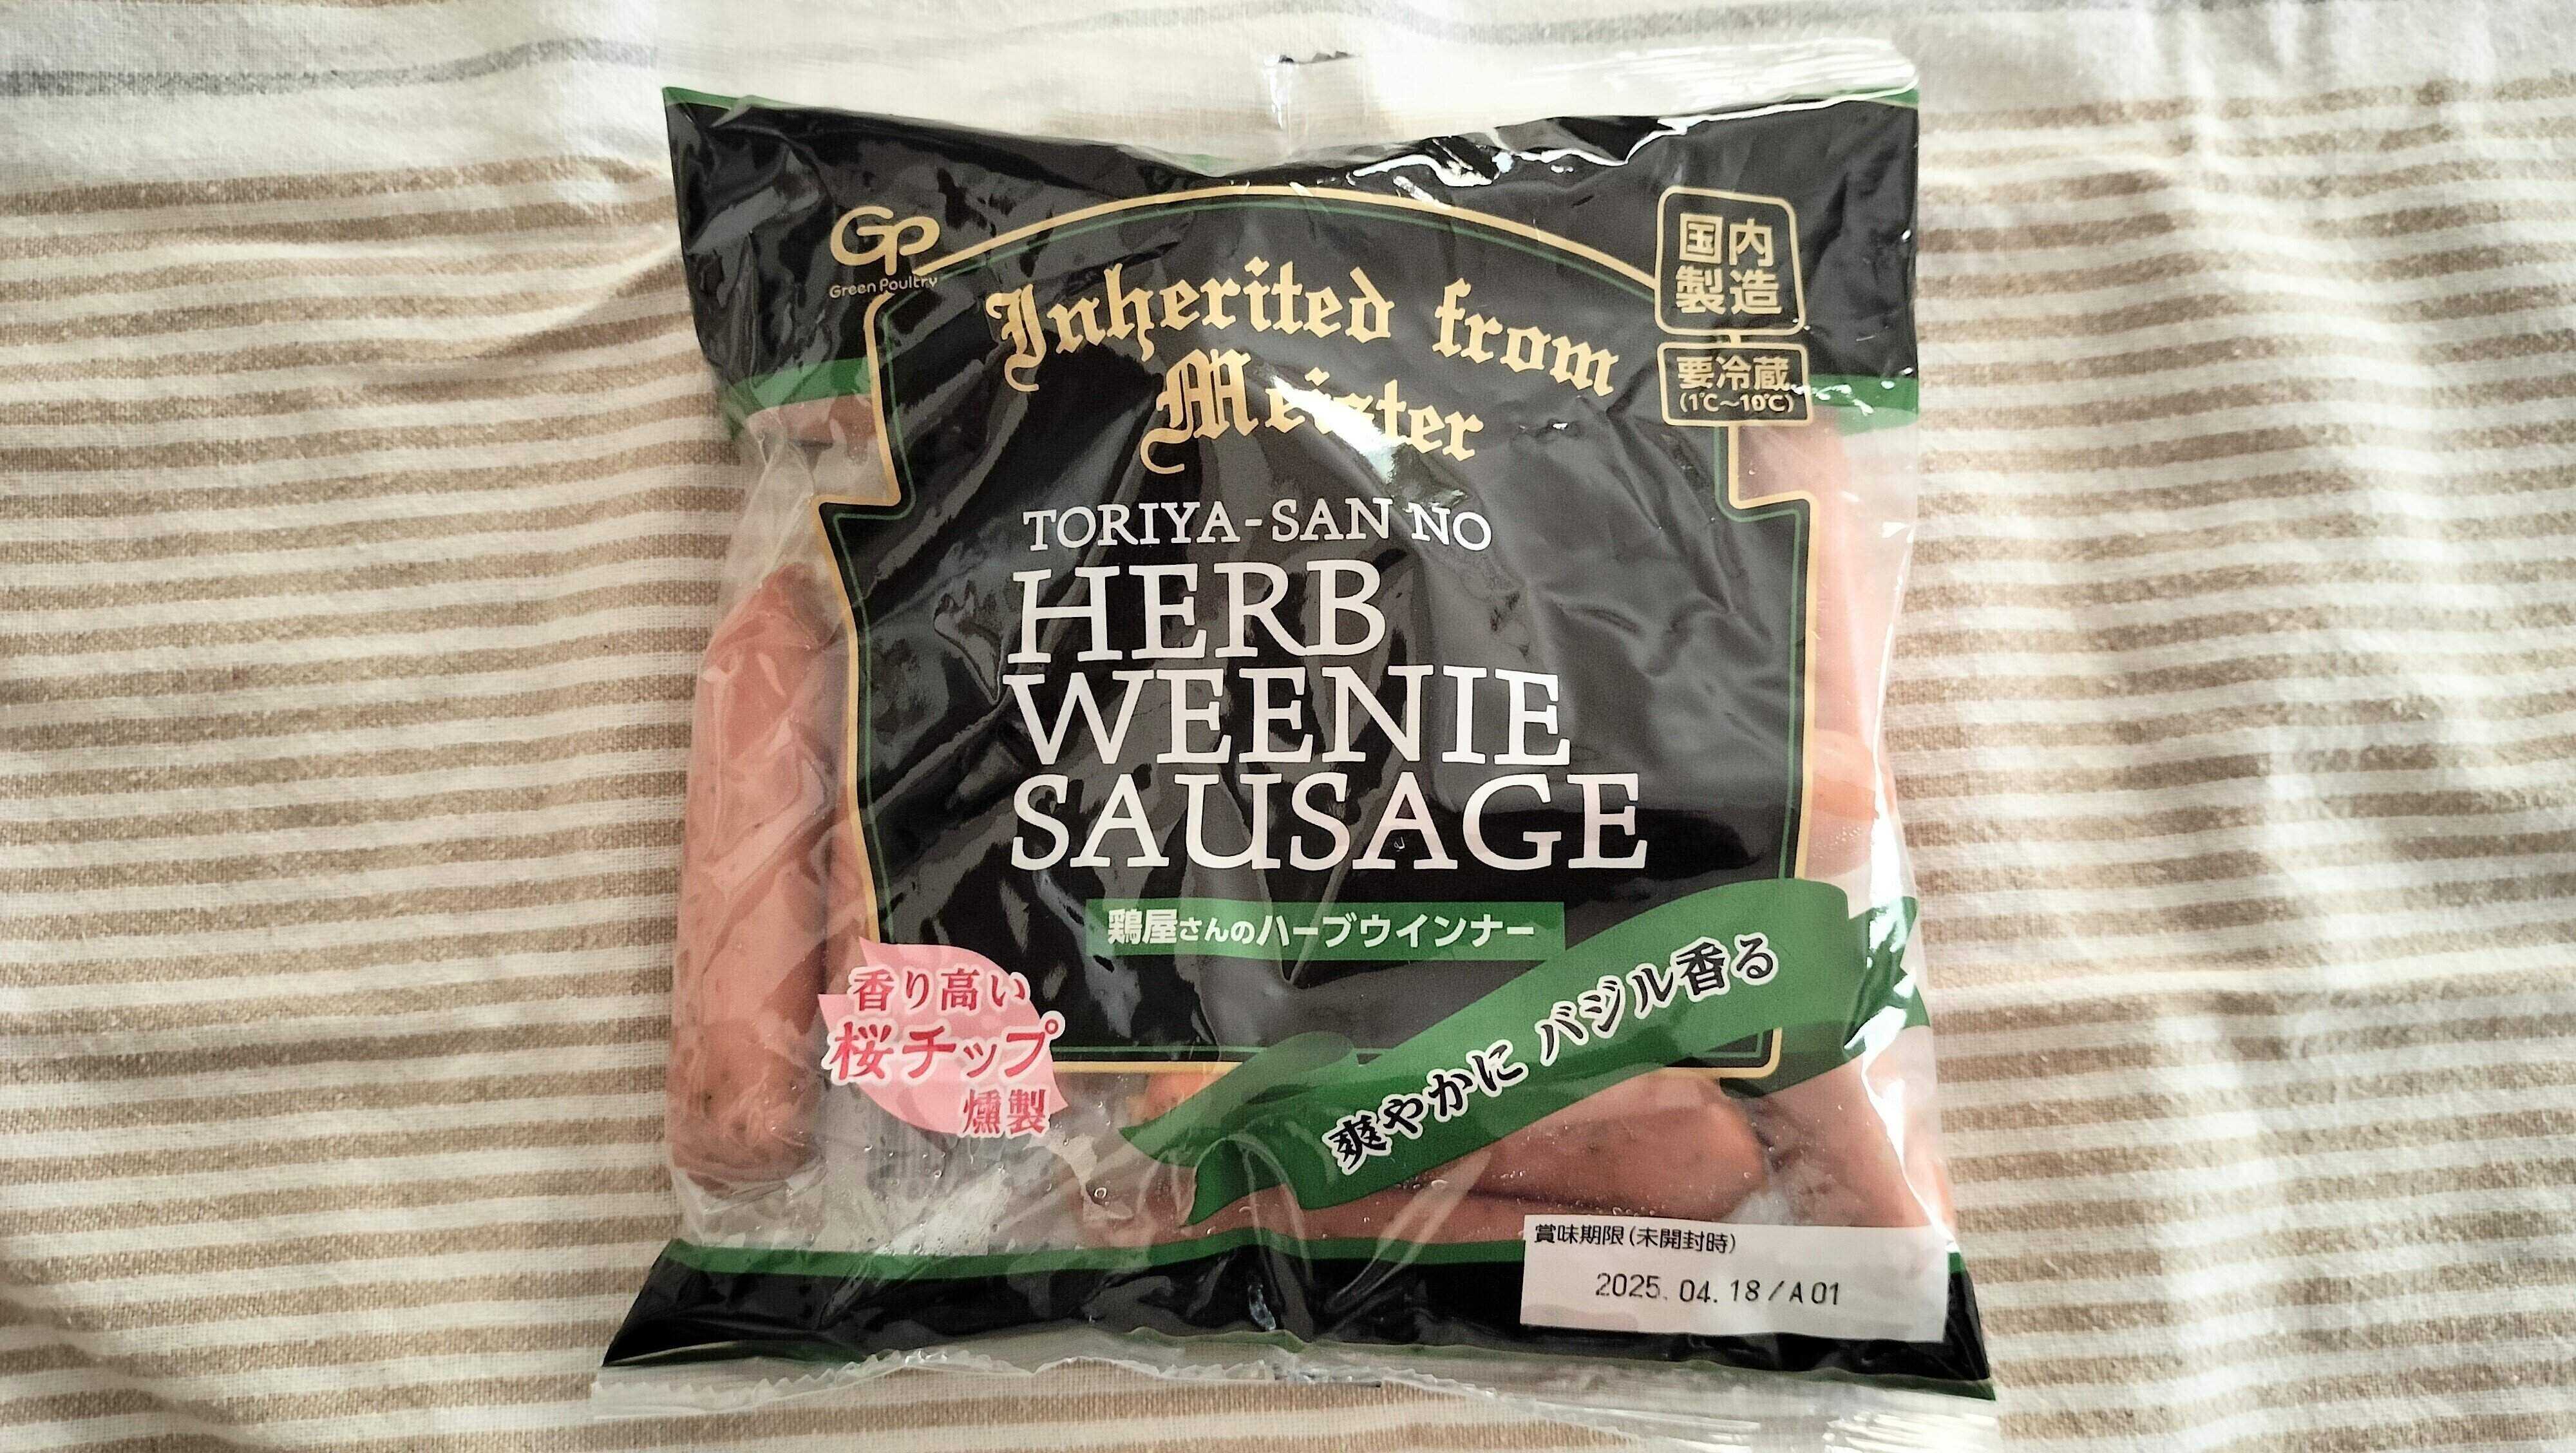 GP
Green Poultry
Inherited from
Meister
国内
製造
要冷蔵
(1℃～10℃)
TORIYA-SAN NO
HERB
WEENIE
SAUSAGE
鶏屋さんのハーブウインナー
香り高い
桜チップ
燻製
爽やかに バジル香る
賞味期限(未開封時)
2025.04.18/A01